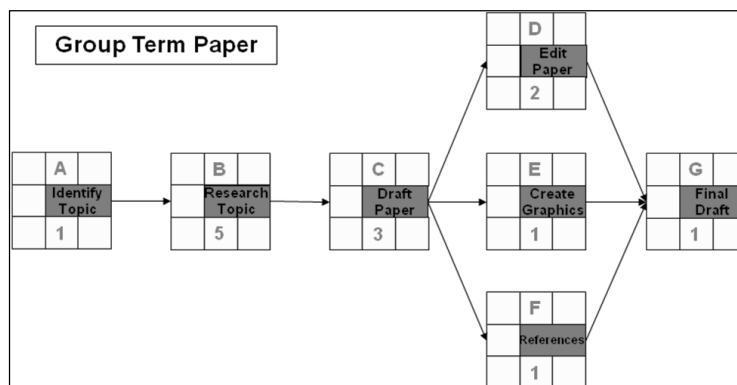 Group Term Paper
D
Edit
Paper
2
A
Identify
Topic
1
B
Research
Topic
5
C
Draft
Paper
3
E
Create
Graphics
1
G
Final
Draft
1
F
References
1